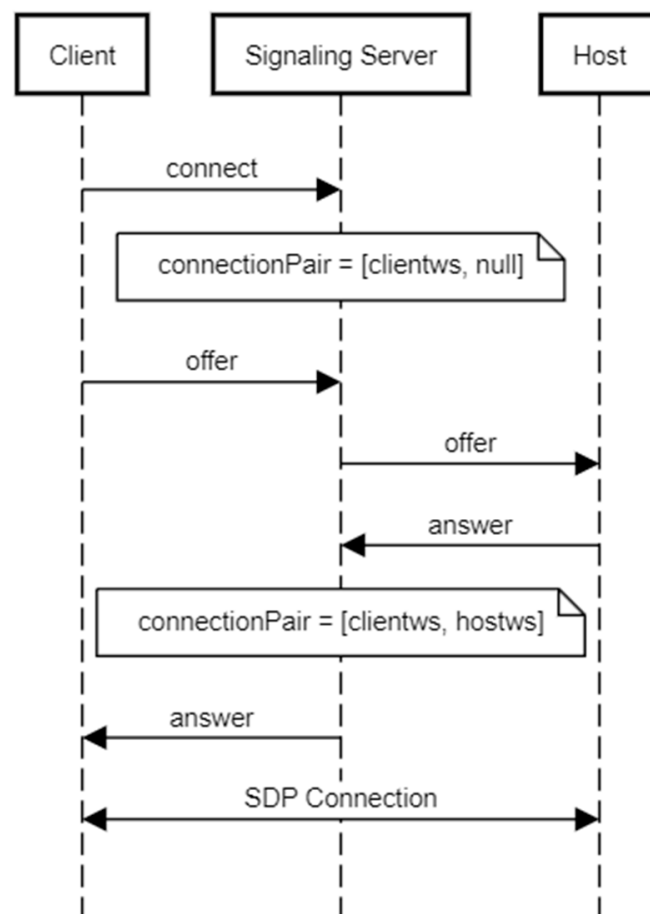 Client
Signaling Server
Host
connect
connectionPair = [clientws, null]
offer
offer
answer
connectionPair = [clientws, hostws]
answer
SDP Connection